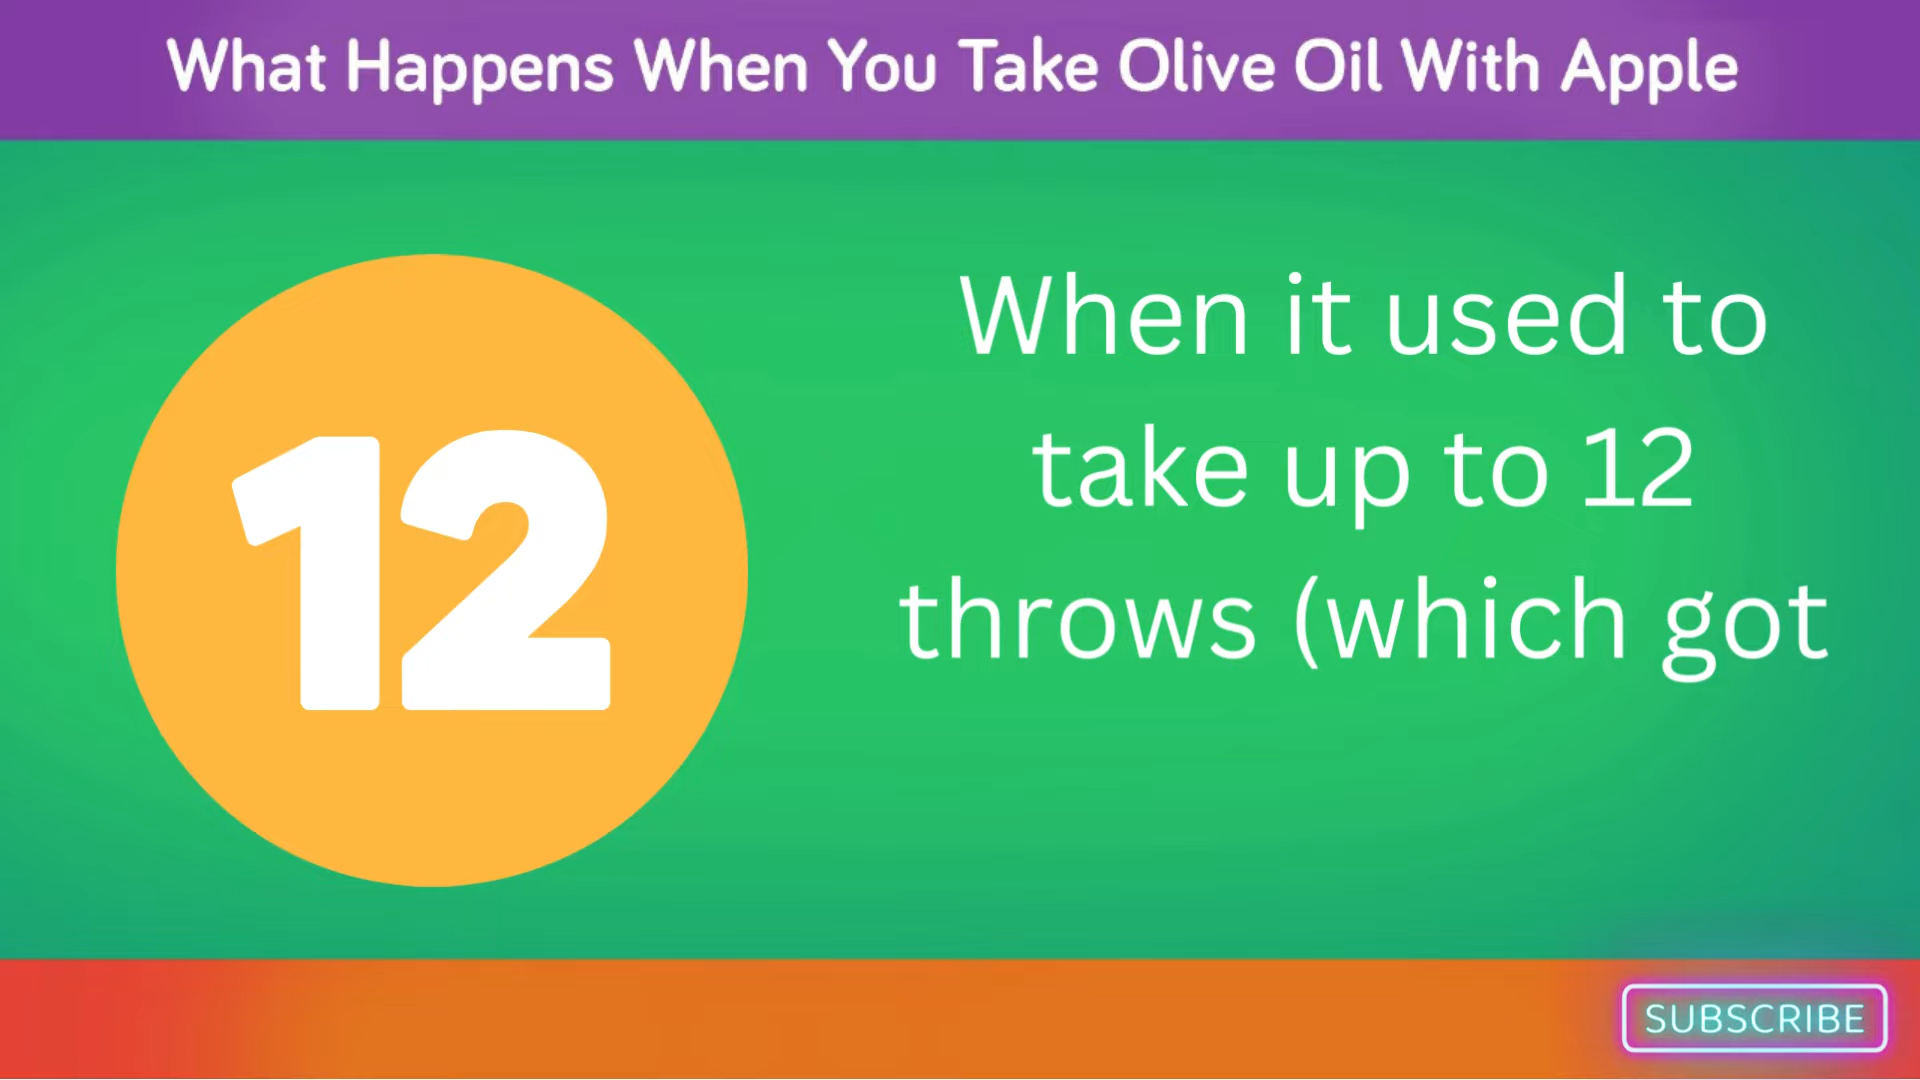 What Happens When You Take Olive Oil With Apple
12
When it used to
take up to 12
throws (which got
SUBSCRIBE